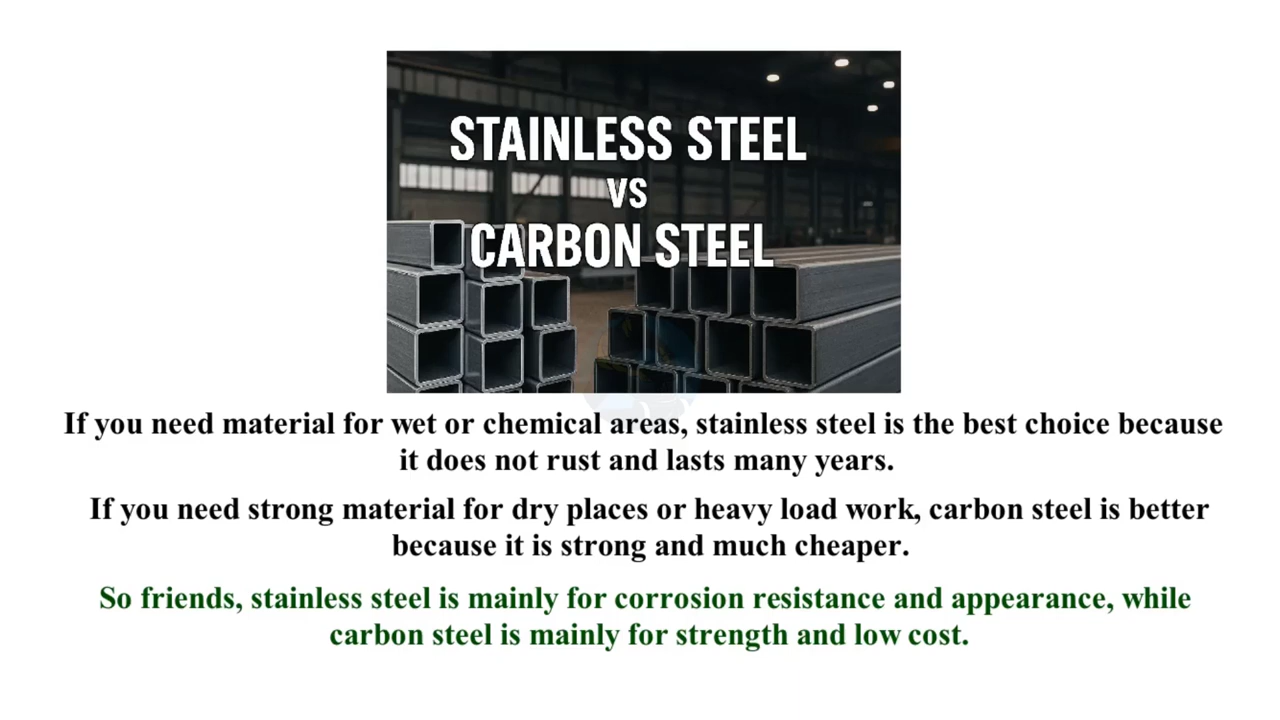 STAINLESS STEEL
VS
CARBON STEEL
If you need material for wet or chemical areas, stainless steel is the best choice because
it does not rust and lasts many years.
If you need strong material for dry places or heavy load work, carbon steel is better
because it is strong and much cheaper.
So friends, stainless steel is mainly for corrosion resistance and appearance, while
carbon steel is mainly for strength and low cost.